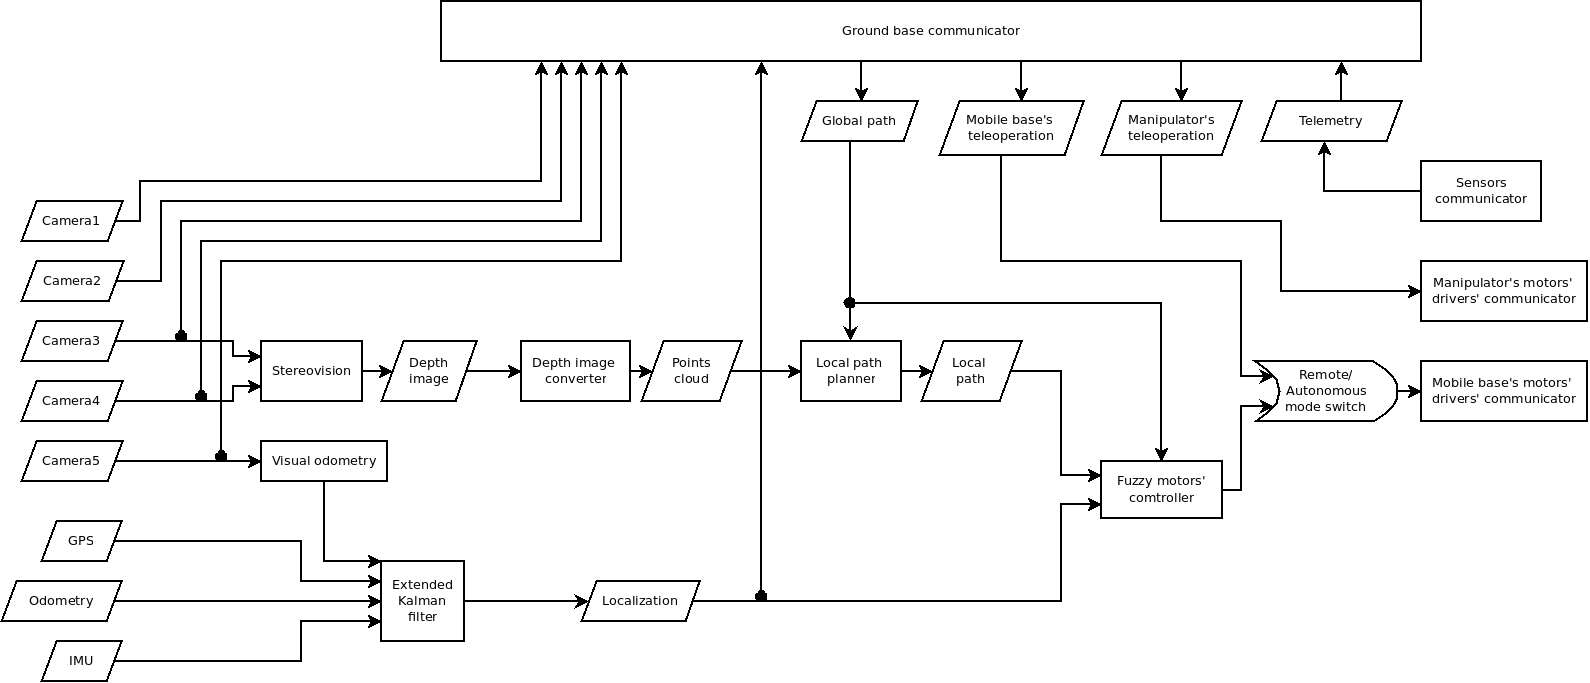 Ground base communicator
Global path
Mobile base's
teleoperation
Manipulator's
teleoperation
Telemetry
Sensors
communicator
Camera1
Camera2
Manipulator's motors'
drivers' communicator
Camera3
Stereovision
Depth
image
Depth image
converter
Points
cloud
Local path
planner
Local
path
Remote/
Autonomous
mode switch
Mobile base's motors'
drivers' communicator
Camera4
Camera5
Visual odometry
Fuzzy motors'
comtroller
GPS
Odometry
IMU
Extended
Kalman
filter
Localization